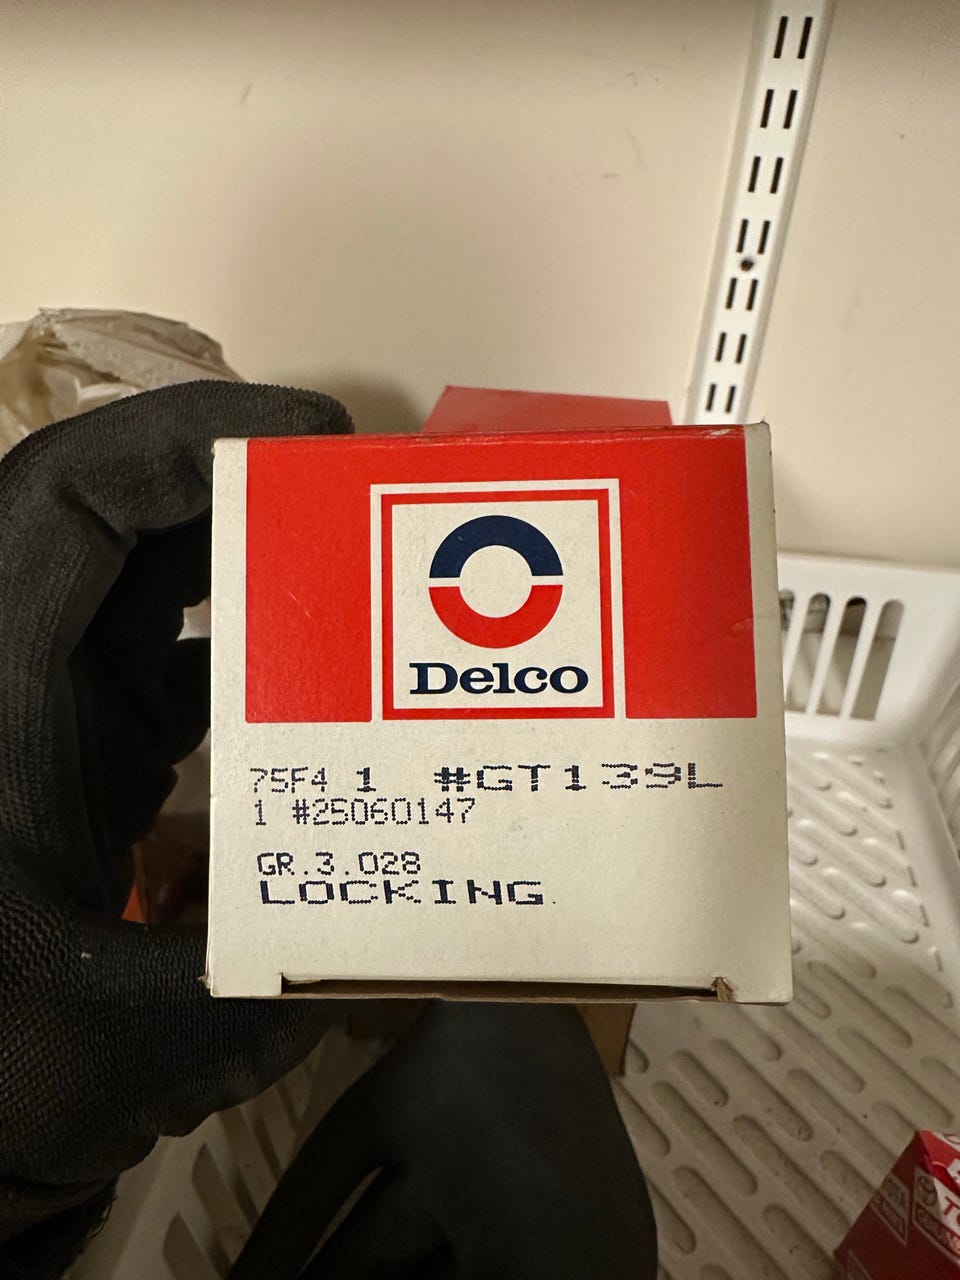 Delco
75F4 1 #GT139L
1 #25060147
GR.3.028
LOCKING